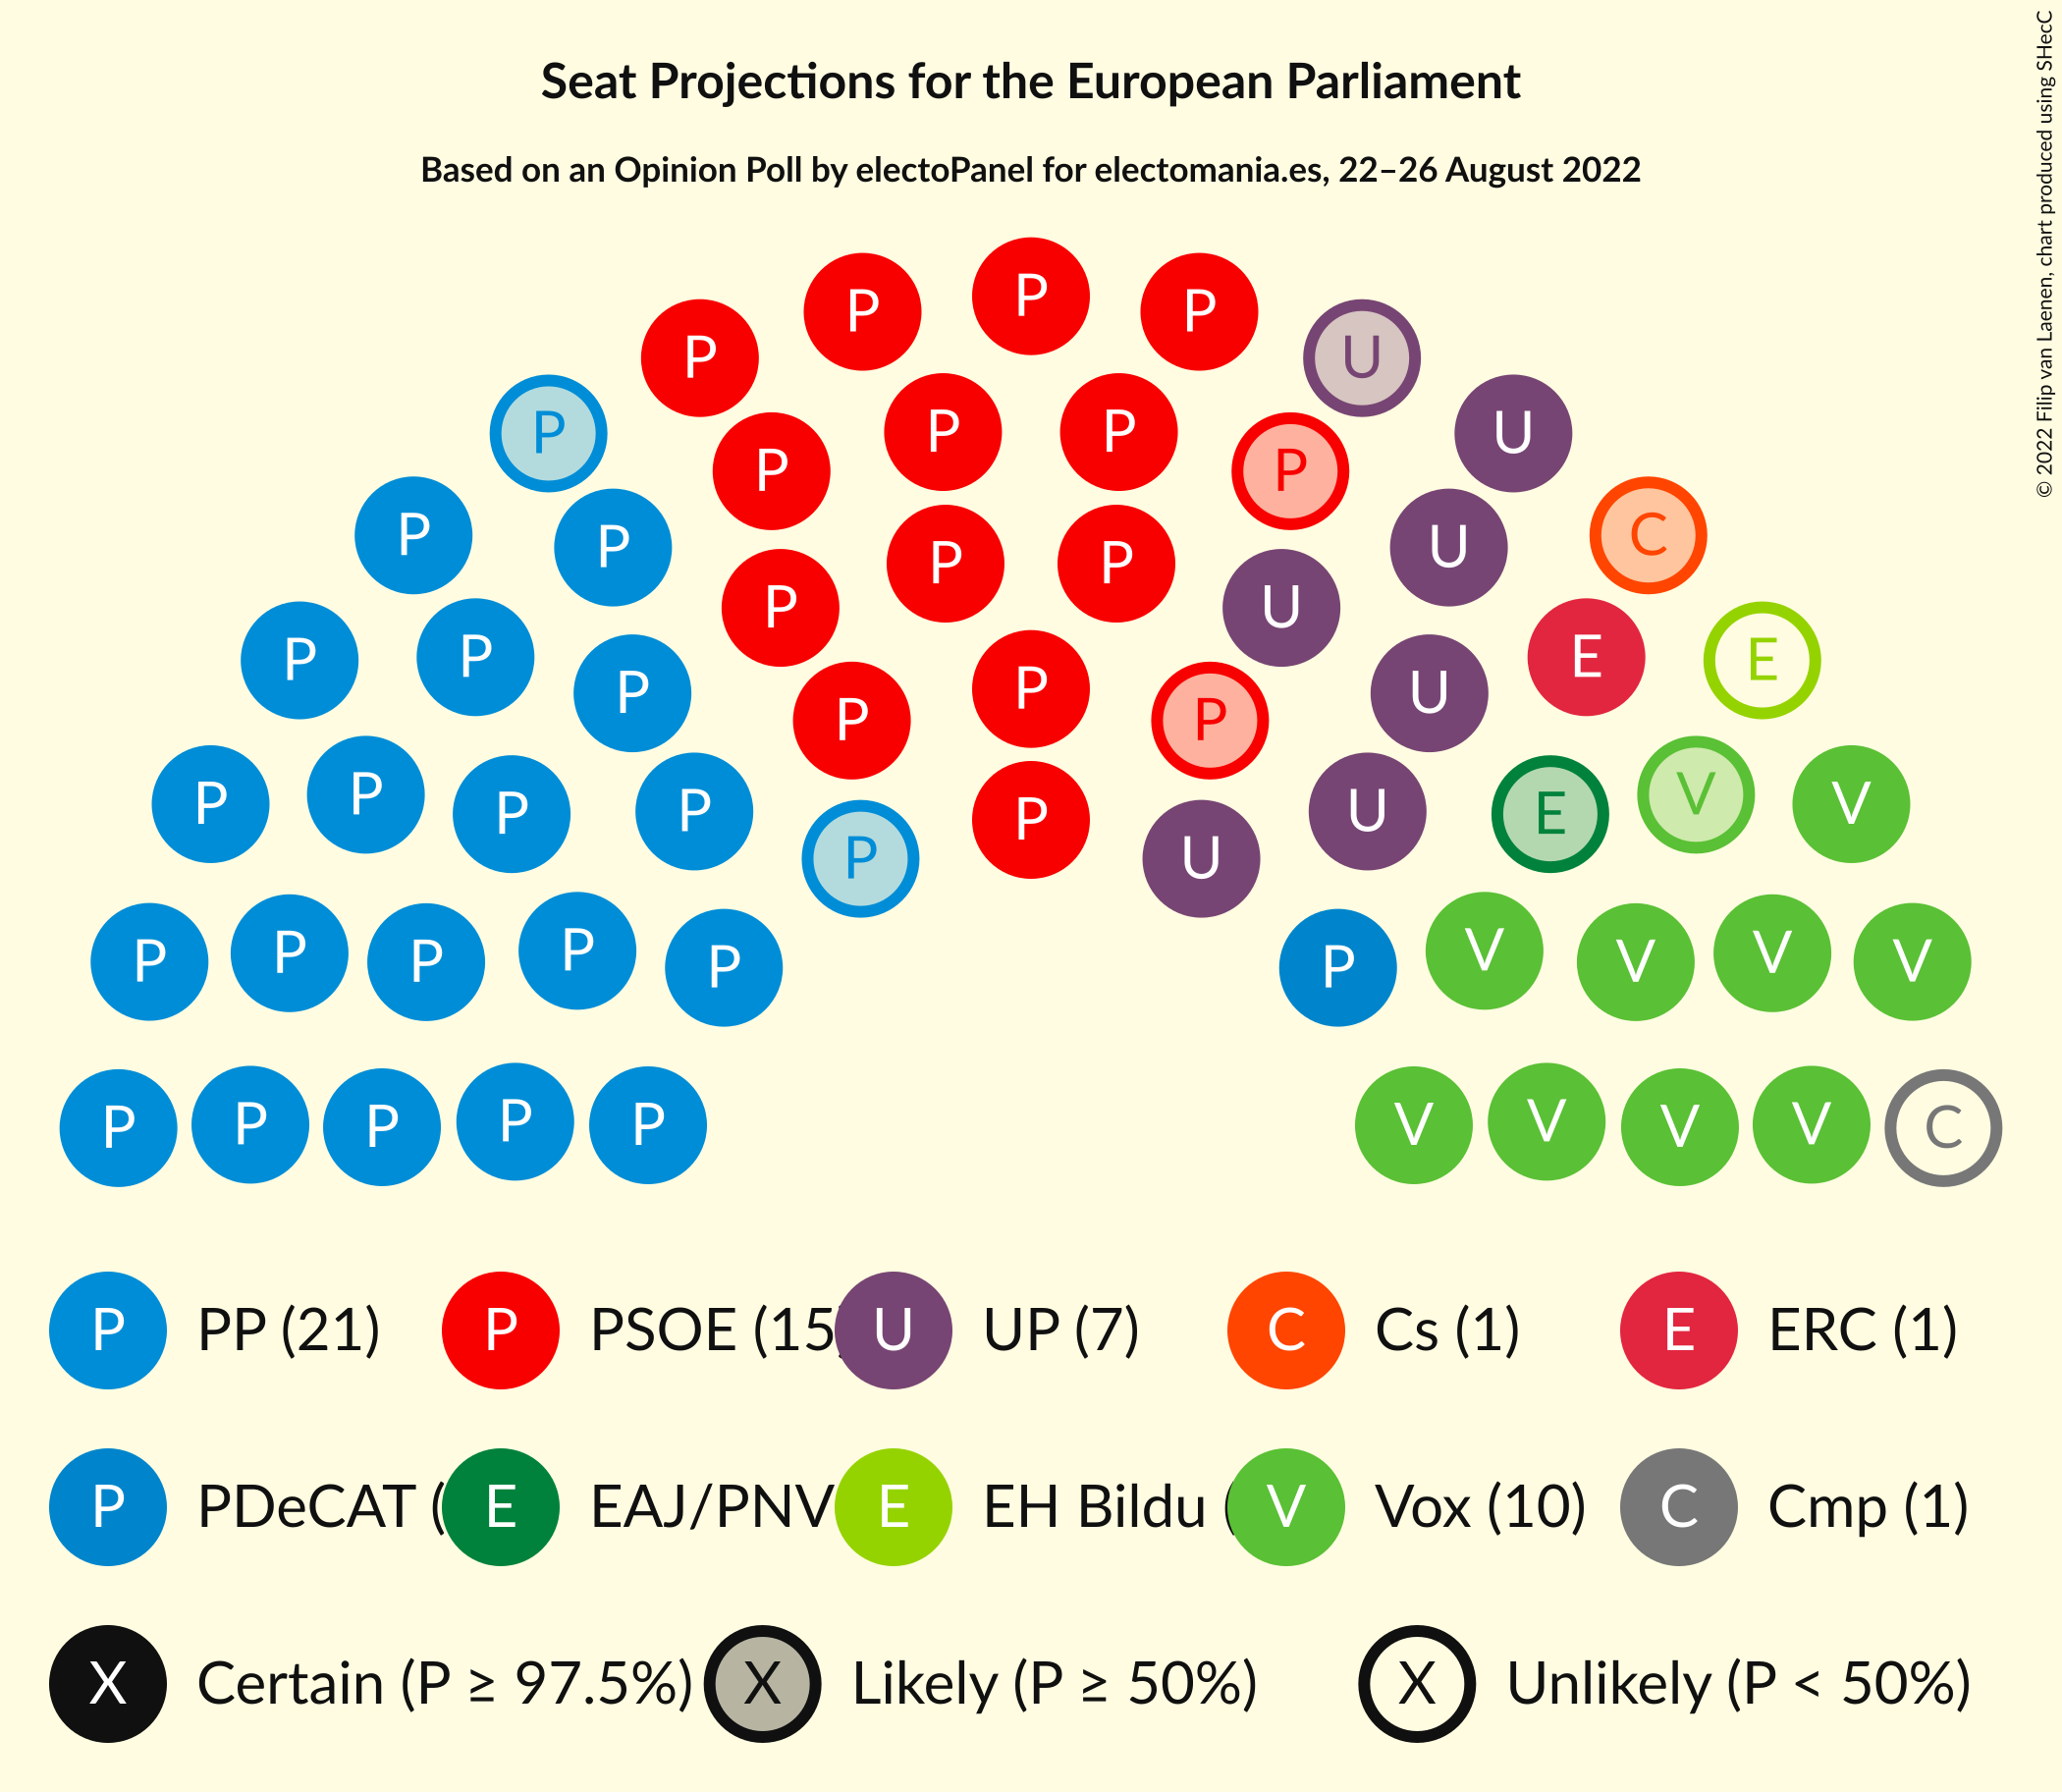 Seat Projections for the European Parliament
Based on an Opinion Poll by electoPanel for electomania.es, 22–26 August 2022
© 2022 Filip van Laenen, chart produced using SHecC
P
P P
P U
P P P U
P P
P C
P U
P P
P U
P P E E
P P U
P P
P P V V
P P P U E
P U
P P P P P P V V V V
P P P P P V V V V C
P PP (21) P PSOE (15 U UP (7) C Cs (1) E ERC (1)
P PDeCAT ( E EAJ/PNV E EH Bildu ( V Vox (10) C Cmp (1)
X Certain (P ≥ 97.5%) X Likely (P ≥ 50%) X Unlikely (P < 50%)